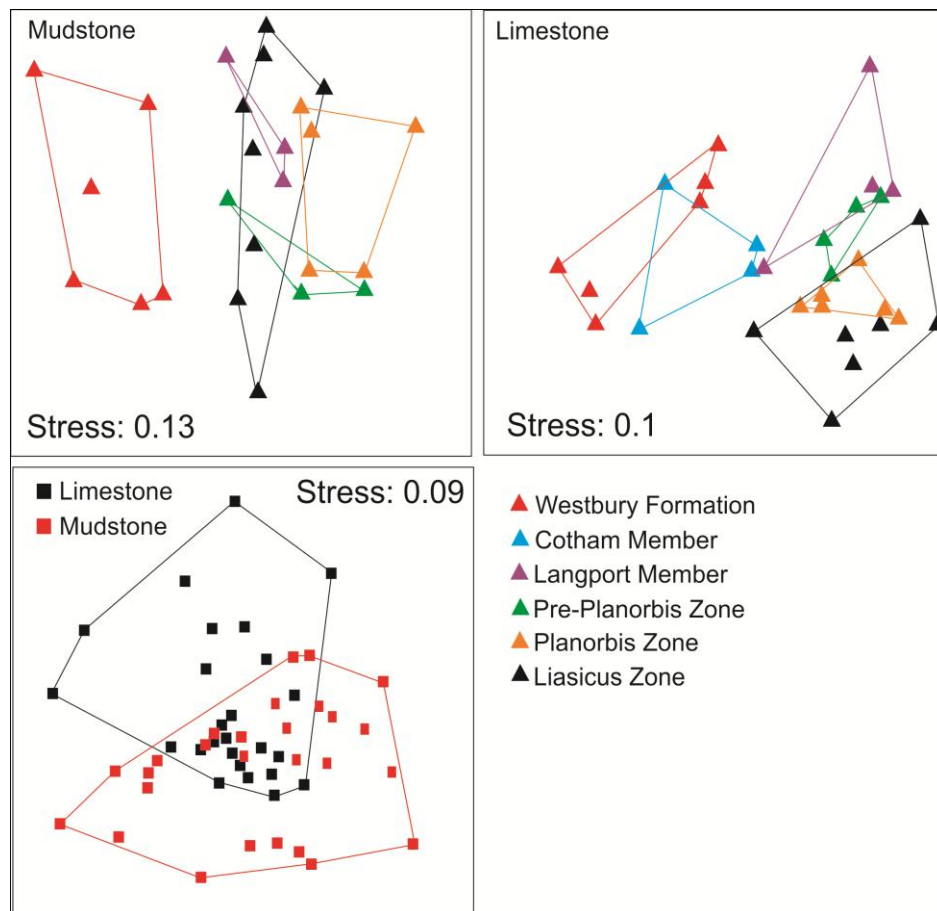 Mudstone
Stress: 0.13
Limestone
Stress: 0.1
Limestone
Mudstone
Stress: 0.09
Westbury Formation
Cotham Member
Langport Member
Pre-Planorbis Zone
Planorbis Zone
Liasicus Zone